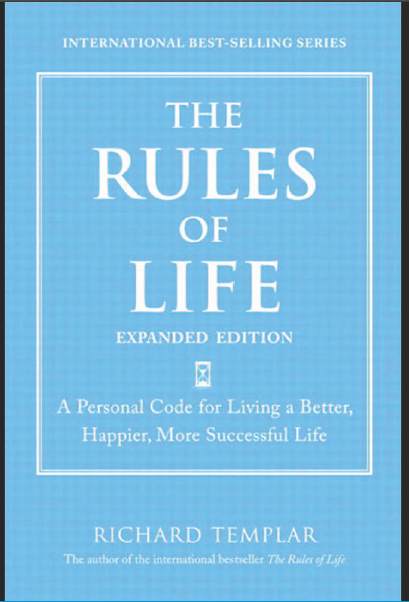 INTERNATIONAL BEST-SELLING SERIES
THE
RULES
OF
LIFE
EXPANDED EDITION
A Personal Code for Living a Better,
Happier, More Successful Life
RICHARD TEMPLAR
The author of the international bestseller The Rules of Life